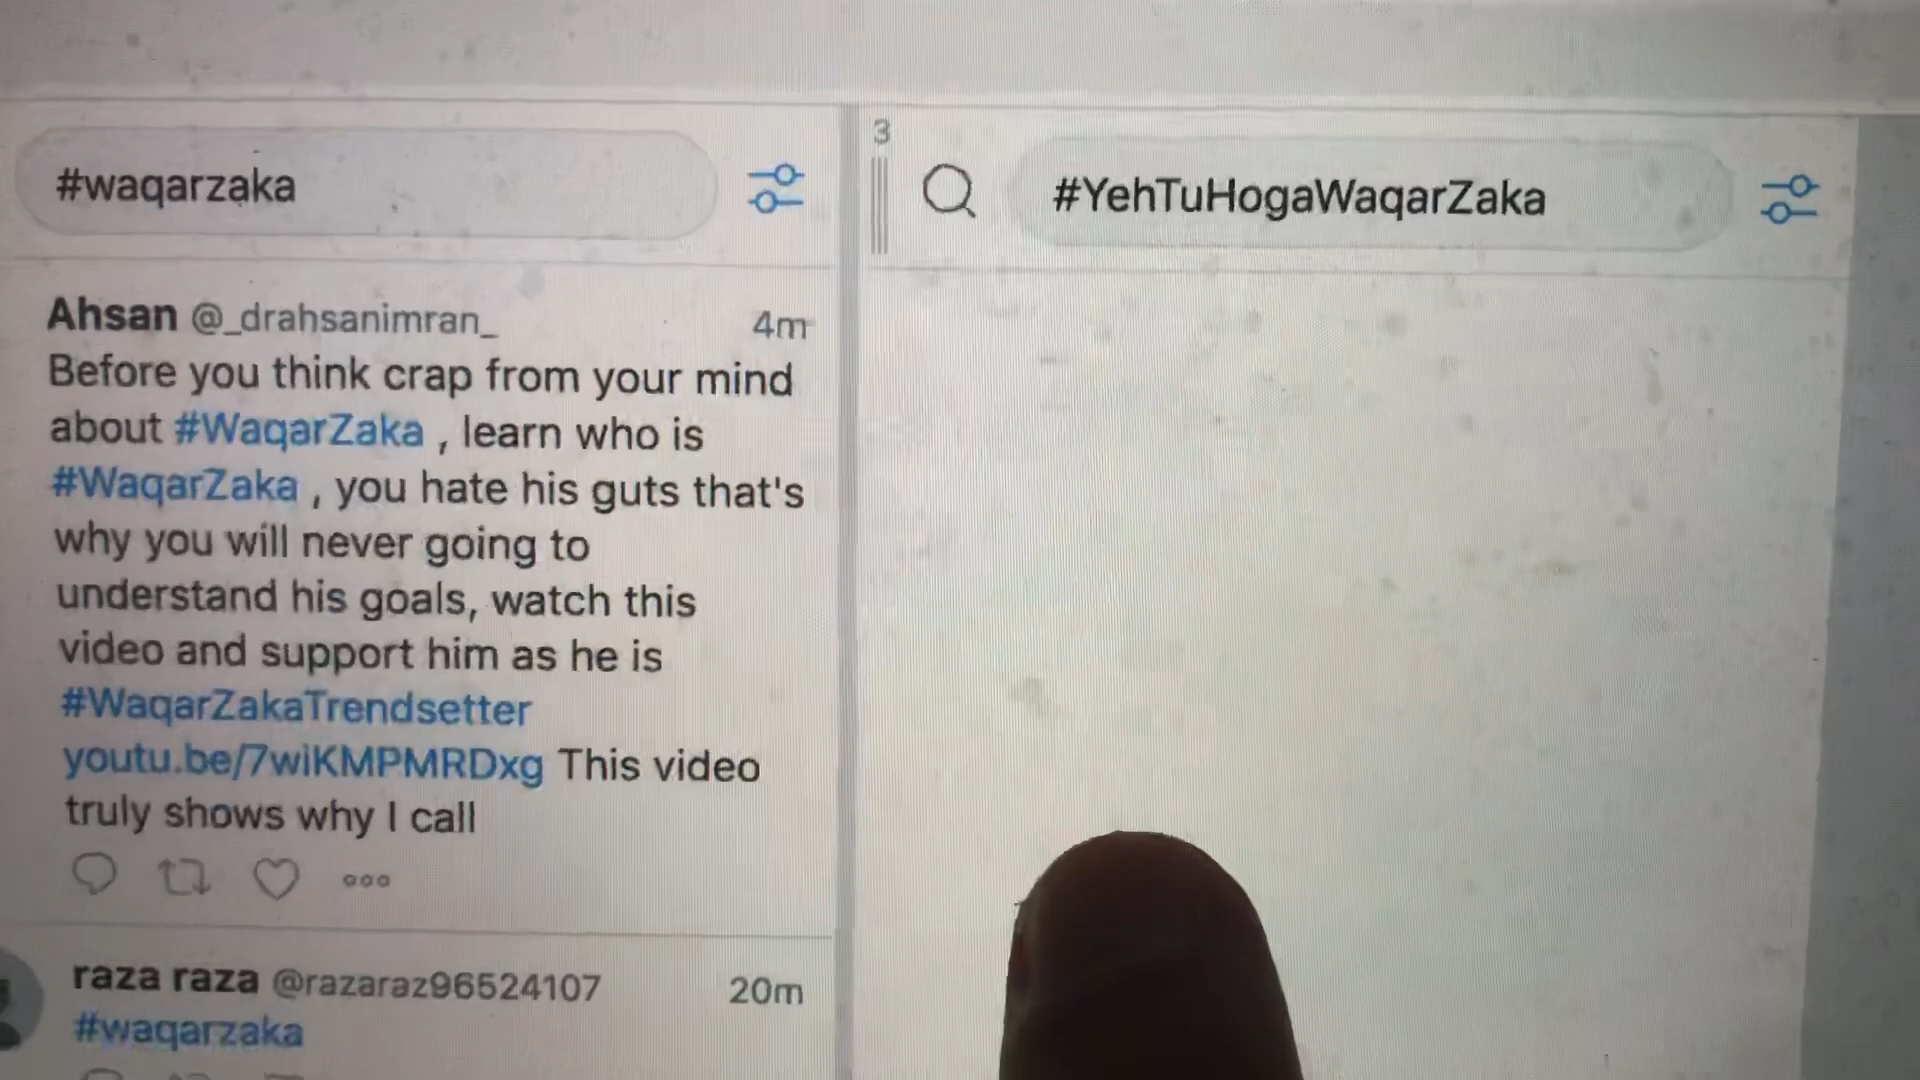 #waqarzaka
Ahsan @_drahsanimran_ 4m
Before you think crap from your mind
about #WaqarZaka , learn who is
#WaqarZaka , you hate his guts that's
why you will never going to
understand his goals, watch this
video and support him as he is
#WaqarZakaTrendsetter
youtu.be/7wiKMPMRDxg This video
truly shows why I call
raza raza @razaraz96524107 20m
#waqarzaka
3
#YehTuHogaWaqarZaka